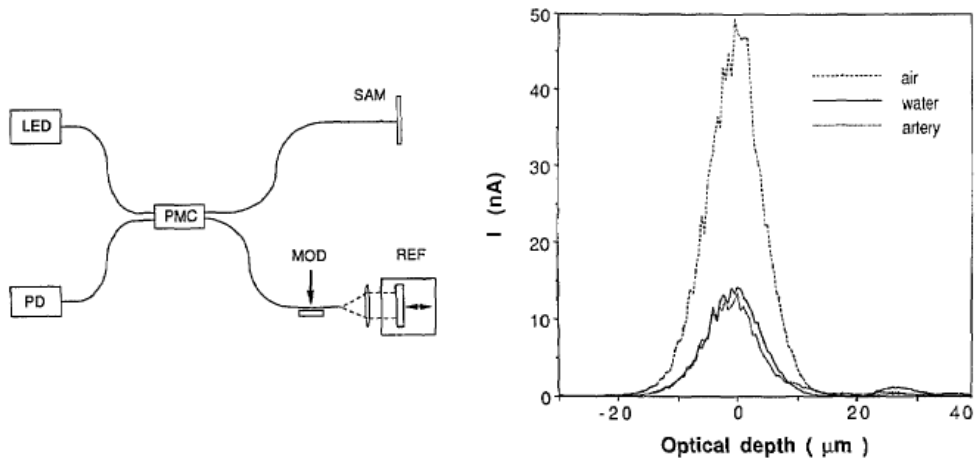 LED
SAM
PMC
MOD
REF
PD
50
40
30
20
10
0
I (nA)
air
water
artery
-20
0
20
40
Optical depth ( μm )